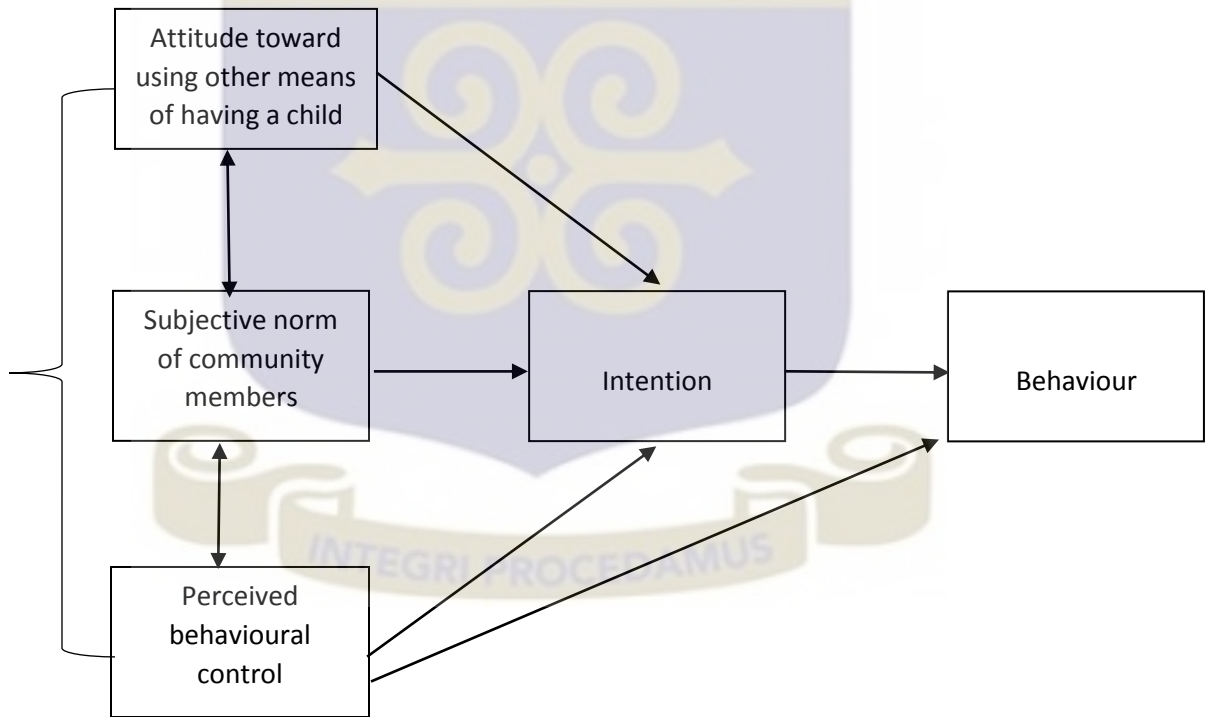 Attitude toward
using other means
of having a child
Subjective norm
of community
members
Intention
Behaviour
INTEGRI PROCEDAMUS
Perceived
behavioural
control